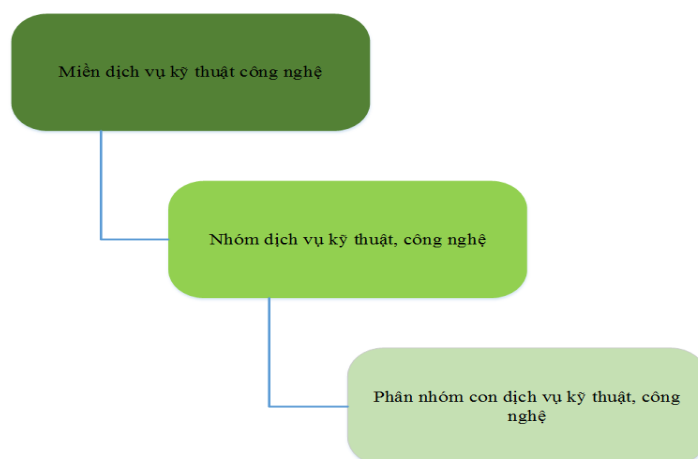 Miền dịch vụ kỹ thuật công nghệ
Nhóm dịch vụ kỹ thuật, công nghệ
Phân nhóm con dịch vụ kỹ thuật, công
nghệ